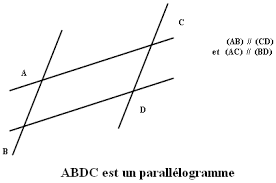 C
(AB) // (CD)
et (AC) // (BD)
A
D
B
ABDC est un parallélogramme